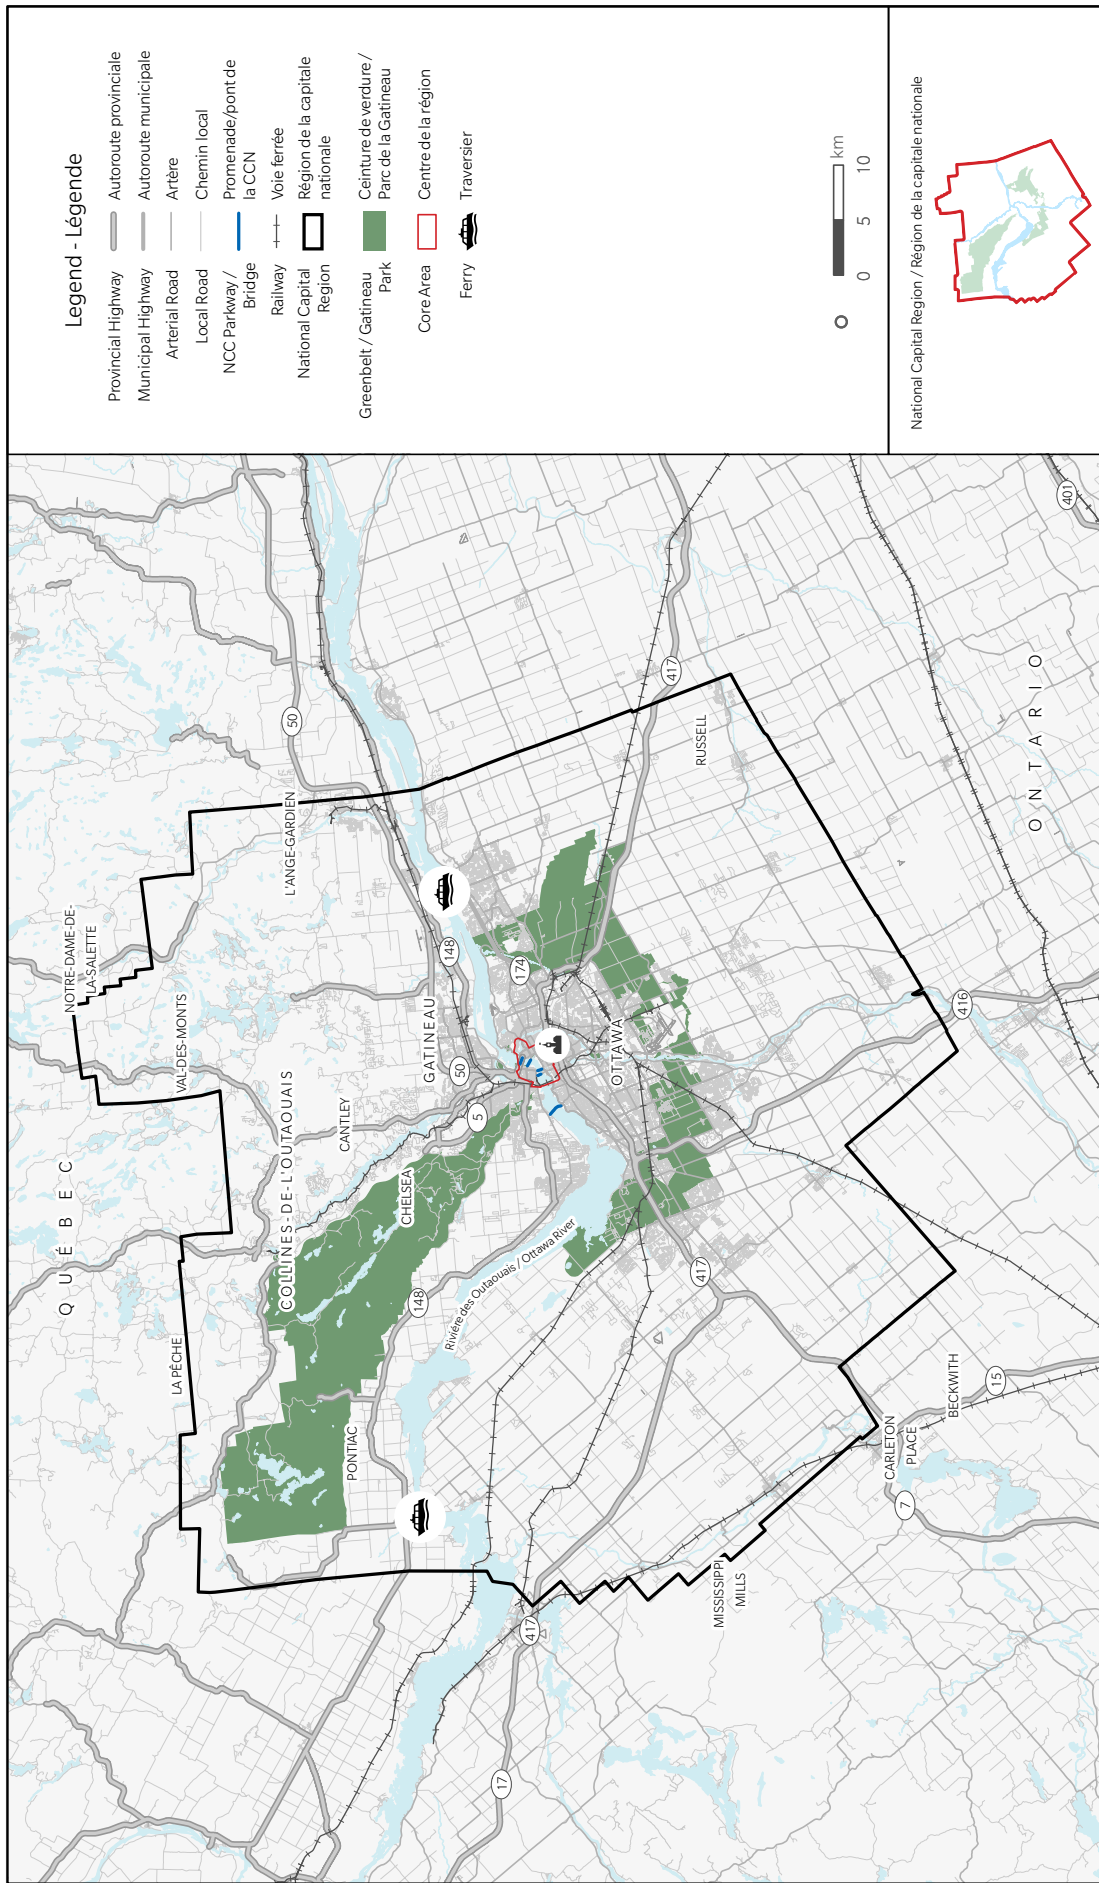 QUÉBEC
NOTRE-DAME-DE-
LA-SALETTE
VAL-DES-MONTS
L'ANGE-GARDIEN
50
LA PÊCHE
COLLINES-DE-L'OUTAOUAIS
CANTLEY
GATINEAU
148
50
5
CHELSEA
PONTIAC
148
174
Rivière des Outaouais / Ottawa River
OTTAWA
417
RUSSELL
417
417
17
MISSISSIPPI
MILLS
CARLETON
PLACE
7
BECKWITH
15
416
ONTARIO
401
Legend - Légende
Provincial Highway Autoroute provinciale
Municipal Highway Autoroute municipale
Arterial Road Artère
Local Road Chemin local
NCC Parkway / Promenade/pont de
Bridge la CCN
Railway Voie ferrée
National Capital Région de la capitale
Region nationale
Greenbelt / Gatineau Ceinture de verdure /
Park Parc de la Gatineau
Core Area Centre de la région
Ferry Traversier
0 5 10
km
National Capital Region / Région de la capitale nationale